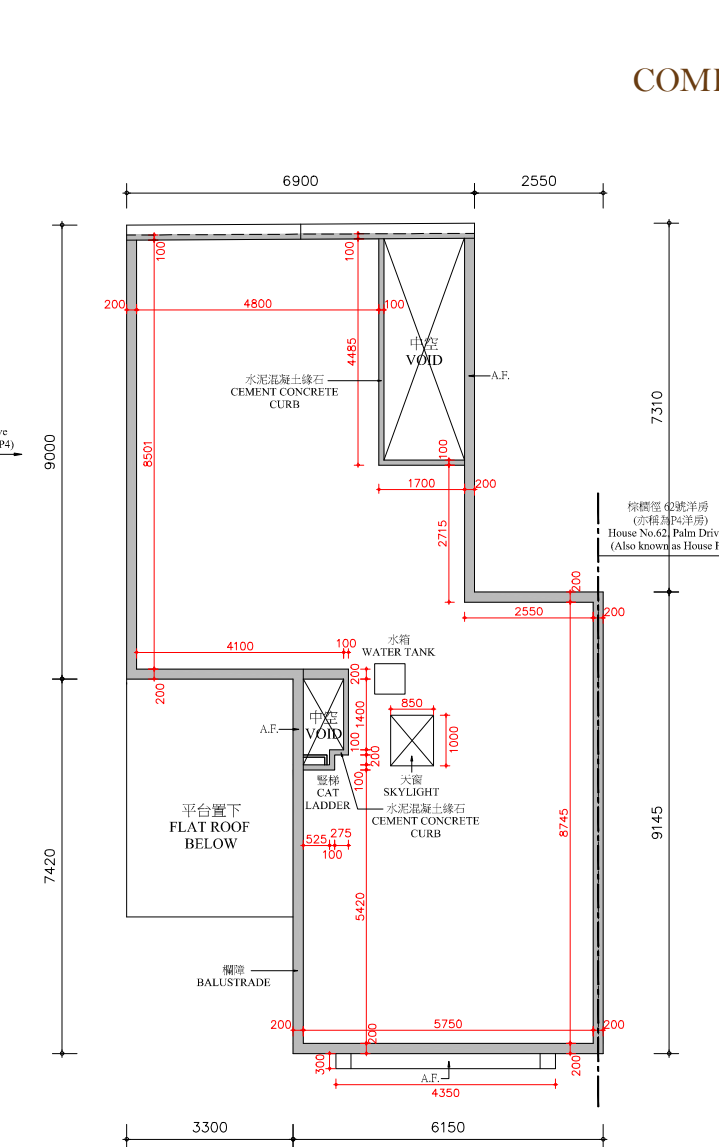 COMP
6900
2550
100
100
200
4800
100
中空
VOID
4485
水泥混凝土緣石
CEMENT CONCRETE
CURB
A.F.
7310
ve
P4)
9000
8501
100
1700
200
2715
棕櫚徑 62號洋房
(亦稱為P4洋房)
House No.62, Palm Driv
(Also known as House P
200
2550
200
4100
100
水箱
WATER TANK
200
200
850
1400
中空
VOID
A.F.
100
200
1000
100
豎梯
CAT
LADDER
天窗
SKYLIGHT
水泥混凝土緣石
CEMENT CONCRETE
CURB
平台置下
FLAT ROOF
BELOW
525
275
100
8745
9145
7420
5420
欄障
BALUSTRADE
200
5750
200
200
300
200
A.F.
4350
3300
6150